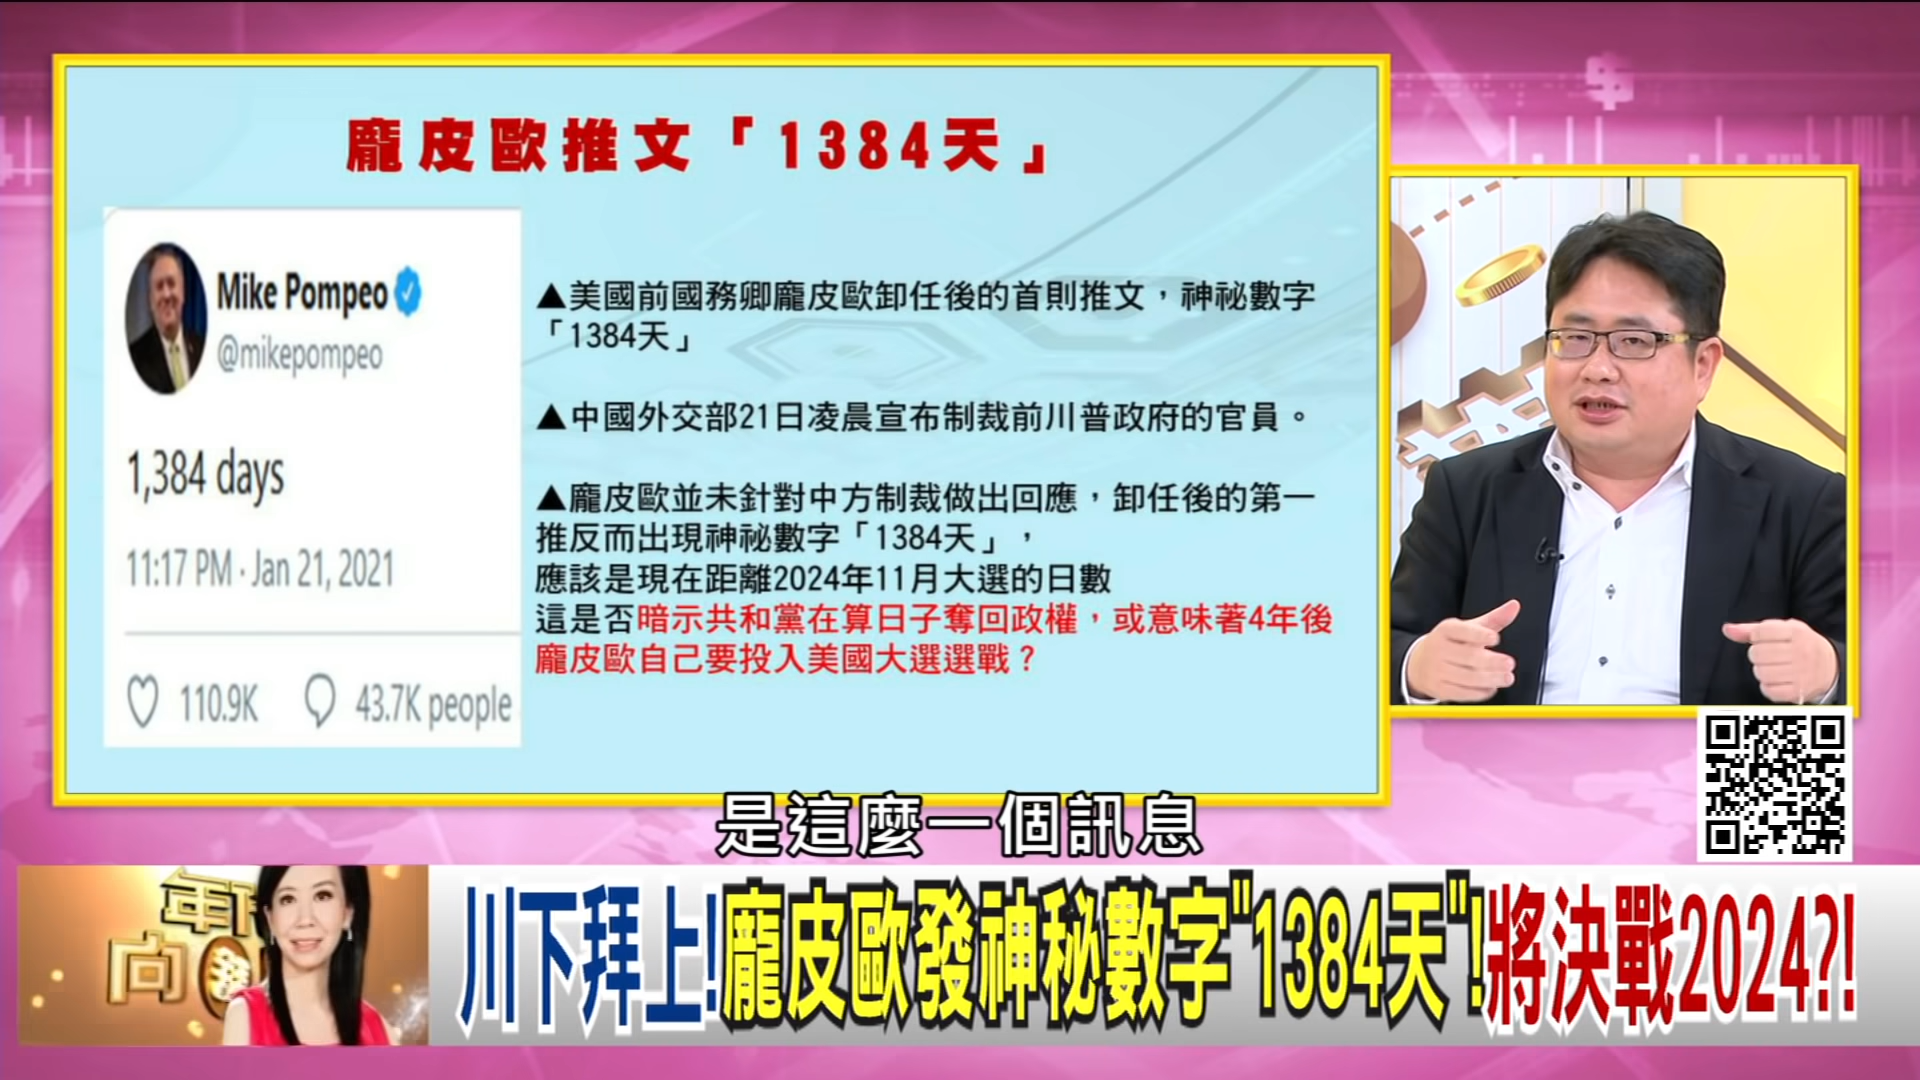 龐皮歐推文「1384天」
Mike Pompeo
@mikepompeo
1,384 days
11:17 PM · Jan 21, 2021
110.9K 43.7K people
▲美國前國務卿龐皮歐卸任後的首則推文，神祕數字
「1384天」
▲中國外交部21日凌晨宣布制裁前川普政府的官員。
▲龐皮歐並未針對中方制裁做出回應，卸任後的第一
推反而出現神祕數字「1384天」，
應該是現在距離2024年11月大選的日數
這是否暗示共和黨在算日子奪回政權，或意味著4年後
龐皮歐自己要投入美國大選選戰？
是這麼一個訊息
川下拜上!龐皮歐發神秘數字"1384天"!將決戰2024?!